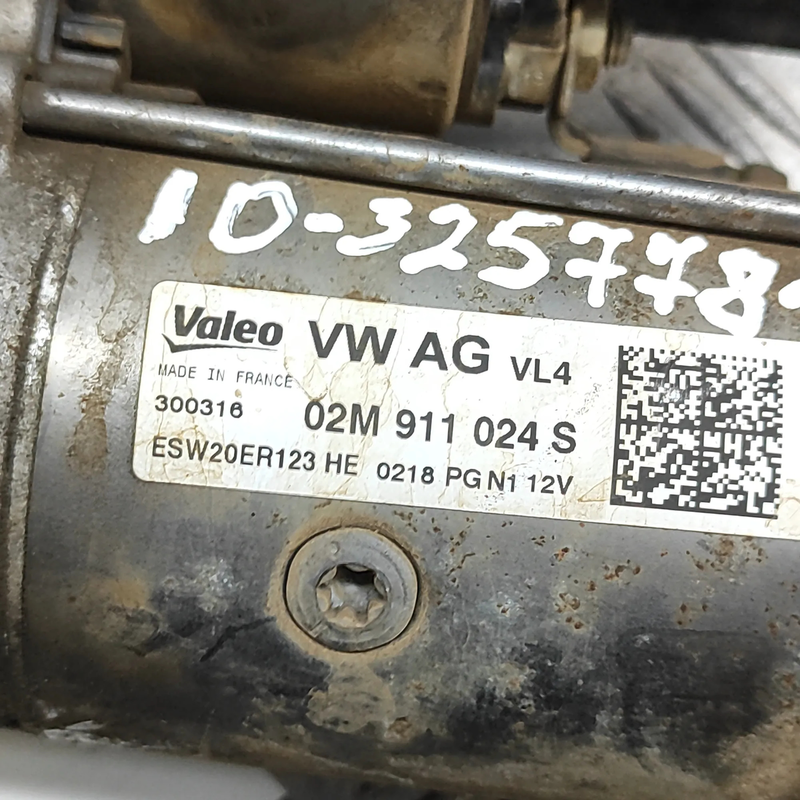 10-325778
Valeo VW AG VL4
MADE IN FRANCE
300316 02M 911 024 S
ESW20ER123 HE 0218 PG N1 12V